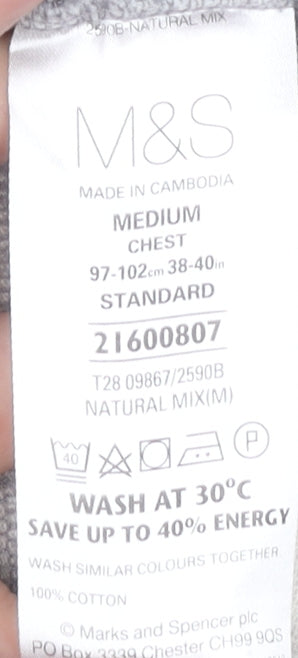 2590B-NATURAL MIX
M&S
MADE IN CAMBODIA
MEDIUM
CHEST
97-102cm 38-40in
STANDARD
21600807
T28 09867/2590B
NATURAL MIX(M)
40 P
WASH AT 30°C
SAVE UP TO 40% ENERGY
WASH SIMILAR COLOURS TOGETHER.
100% COTTON
© Marks and Spencer plc
PO Box 3339 Chester CH99 9QS